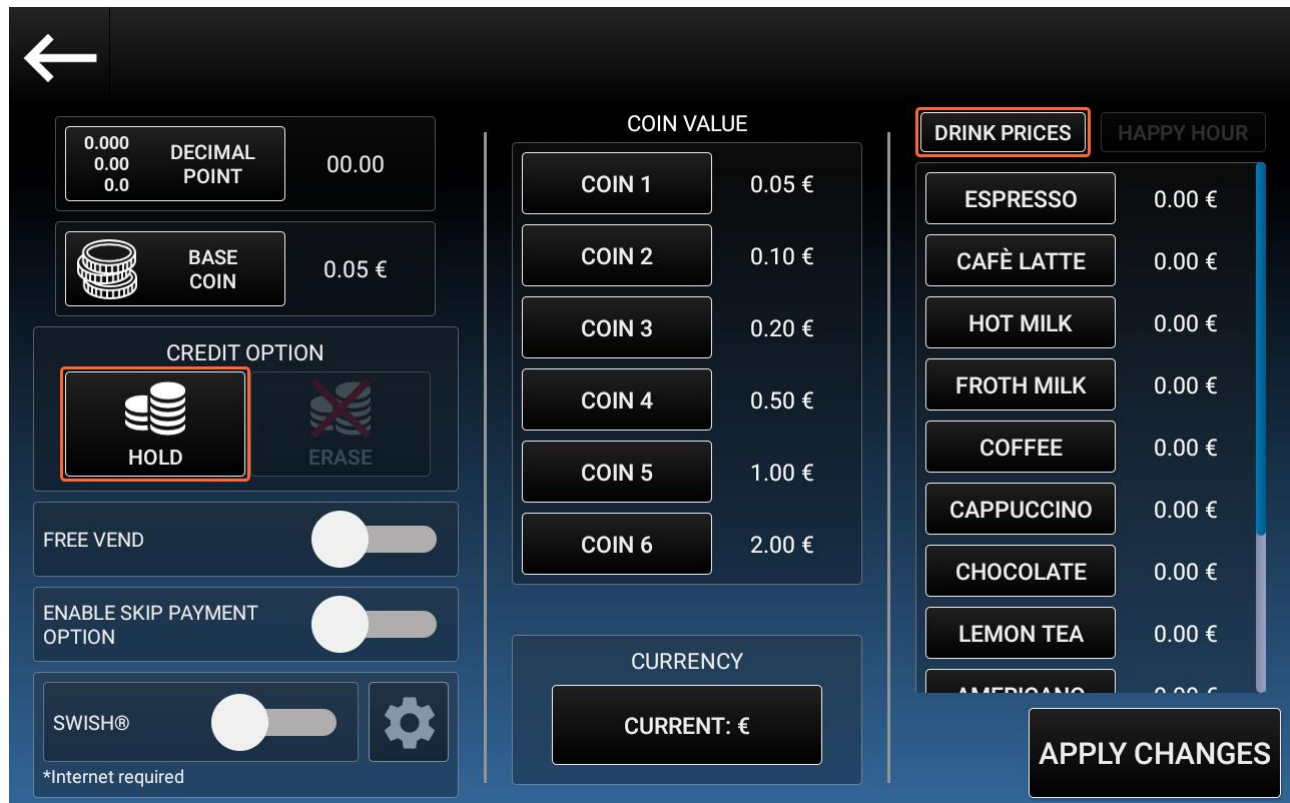 0.000
0.00
0.0
DECIMAL
POINT
00.00
BASE
COIN
0.05 €
CREDIT OPTION
HOLD
ERASE
FREE VEND
ENABLE SKIP PAYMENT
OPTION
SWISH®
*Internet required
COIN VALUE
COIN 1 0.05 €
COIN 2 0.10 €
COIN 3 0.20 €
COIN 4 0.50 €
COIN 5 1.00 €
COIN 6 2.00 €
CURRENCY
CURRENT: €
DRINK PRICES HAPPY HOUR
ESPRESSO 0.00 €
CAFÈ LATTE 0.00 €
HOT MILK 0.00 €
FROTH MILK 0.00 €
COFFEE 0.00 €
CAPPUCCINO 0.00 €
CHOCOLATE 0.00 €
LEMON TEA 0.00 €
AMERICANO 0.00 €
APPLY CHANGES